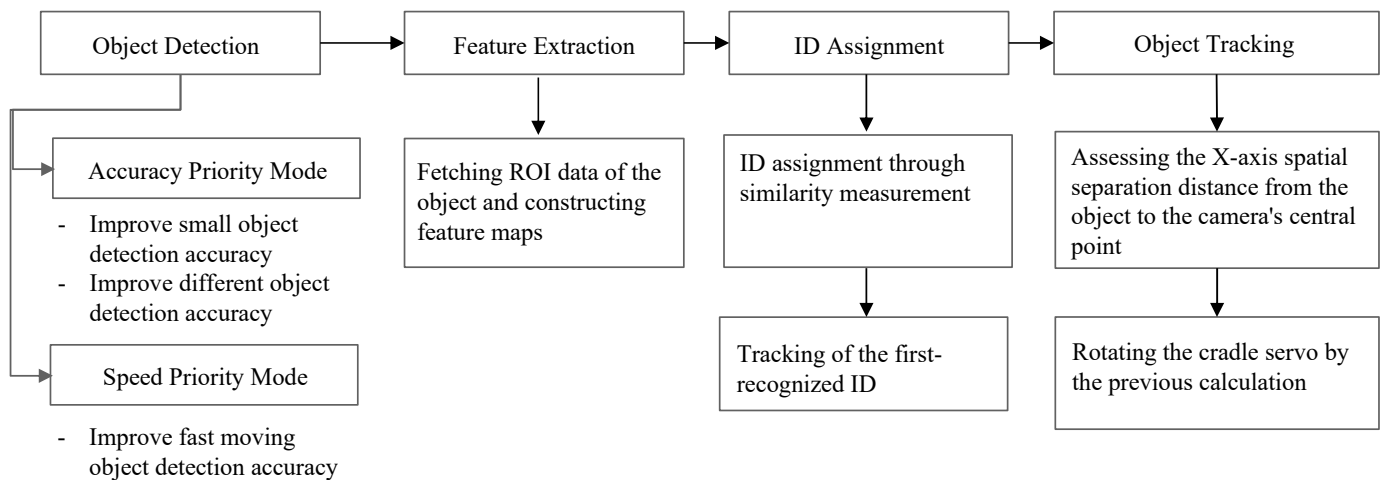 Object Detection
Feature Extraction
ID Assignment
Object Tracking
Accuracy Priority Mode
- Improve small object
detection accuracy
- Improve different object
detection accuracy
Speed Priority Mode
- Improve fast moving
object detection accuracy
Fetching ROI data of the
object and constructing
feature maps
ID assignment through
similarity measurement
Tracking of the first-
recognized ID
Assessing the X-axis spatial
separation distance from the
object to the camera's central
point
Rotating the cradle servo by
the previous calculation